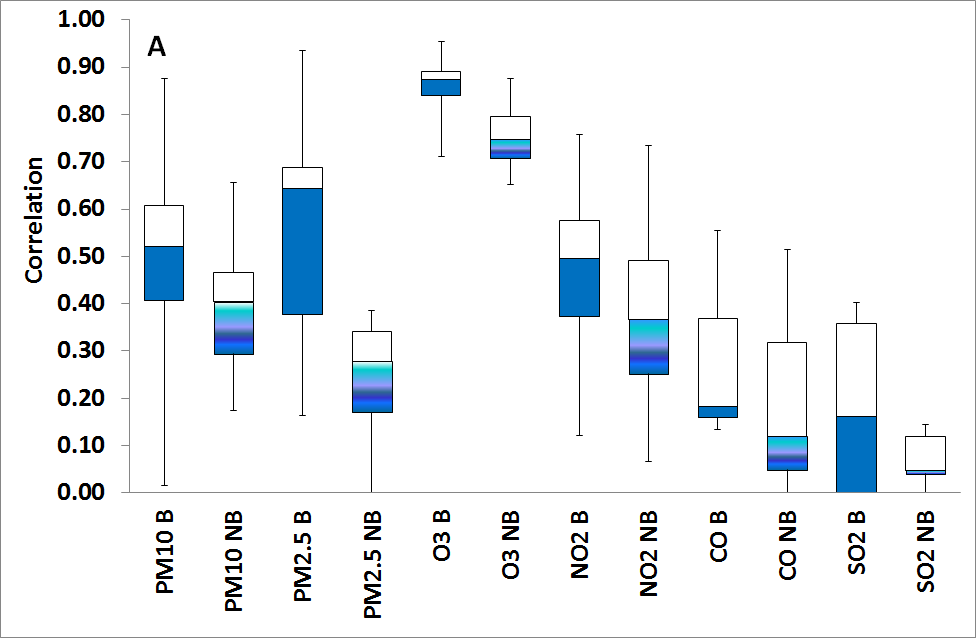 A
Correlation
1.00
0.90
0.80
0.70
0.60
0.50
0.40
0.30
0.20
0.10
0.00
PM10 B
PM10 NB
PM2.5 B
PM2.5 NB
O3 B
O3 NB
NO2 B
NO2 NB
CO B
CO NB
SO2 B
SO2 NB